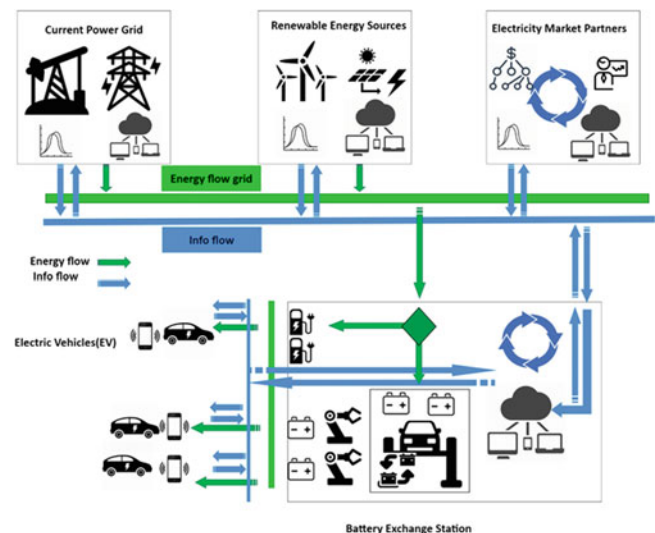 Current Power Grid
Renewable Energy Sources
Electricity Market Partners
$
Energy flow grid
Info flow
Energy flow
Info flow
Electric Vehicles(EV)
Battery Exchange Station